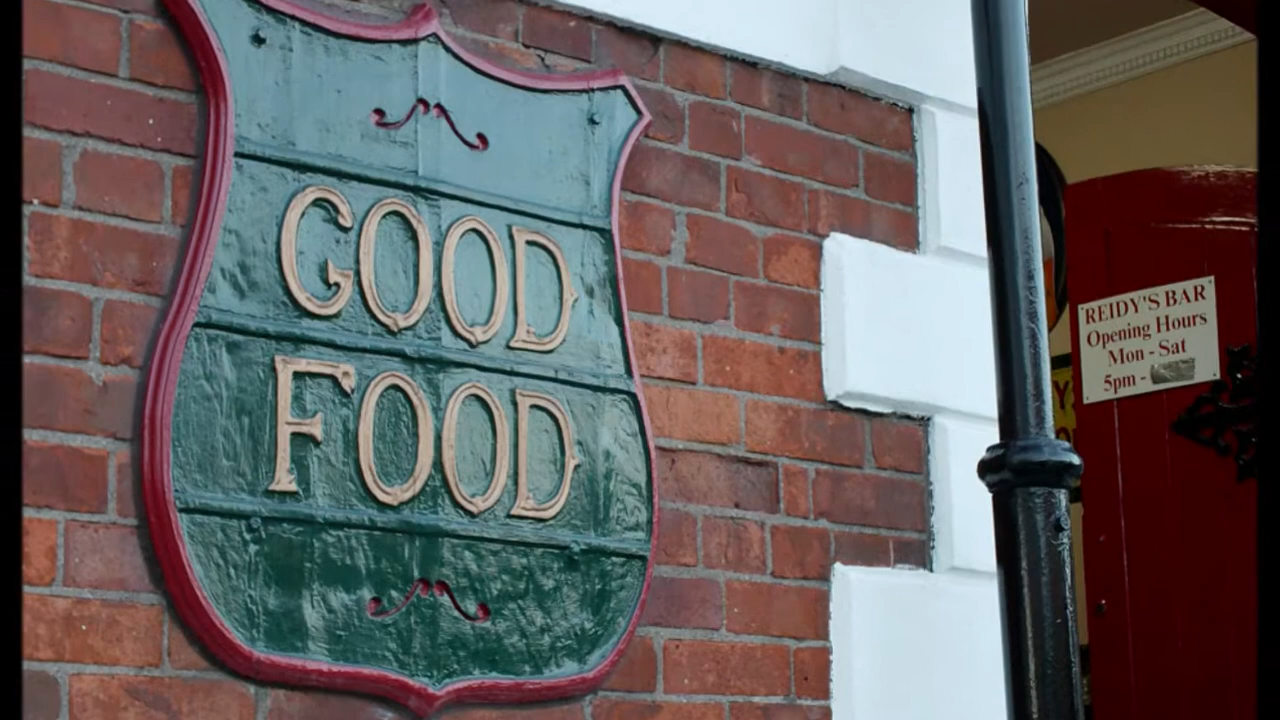 GOOD
FOOD
REIDY'S BAR
Opening Hours
Mon - Sat
5pm -